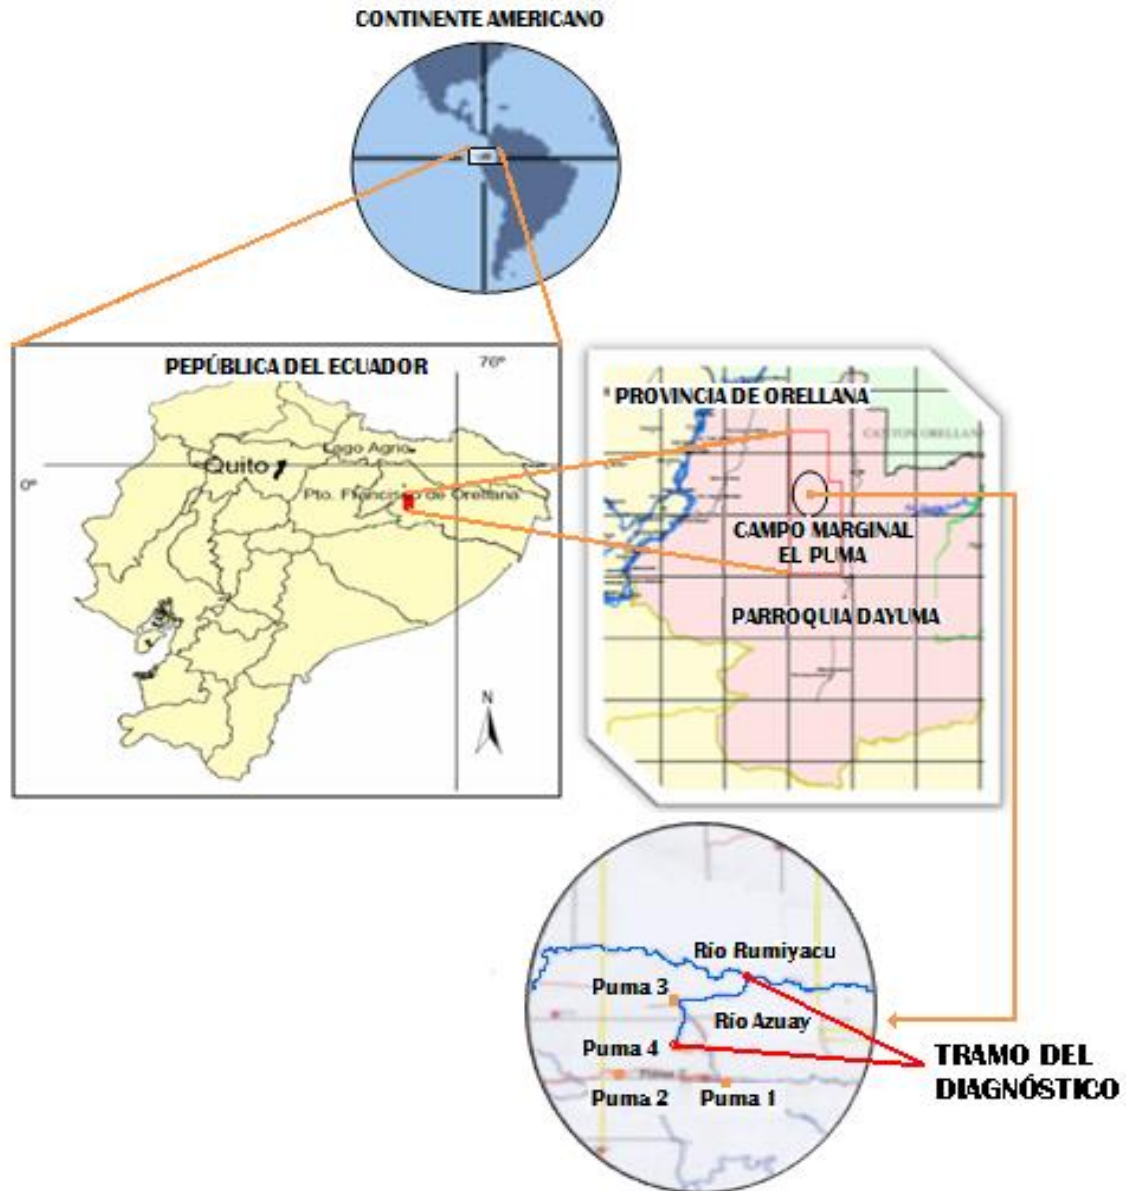 CONTINENTE AMERICANO
PEPÚBLICA DEL ECUADOR
76º
Lago Agrio
Quito
0º
Pto. Francisco de Orellana
N
PROVINCIA DE ORELLANA
CANTON ORELLANA
CAMPO MARGINAL
EL PUMA
PARROQUIA DAYUMA
Río Rumiyacu
Puma 3
Río Azuay
Puma 4
Puma 2
Puma 1
TRAMO DEL
DIAGNÓSTICO